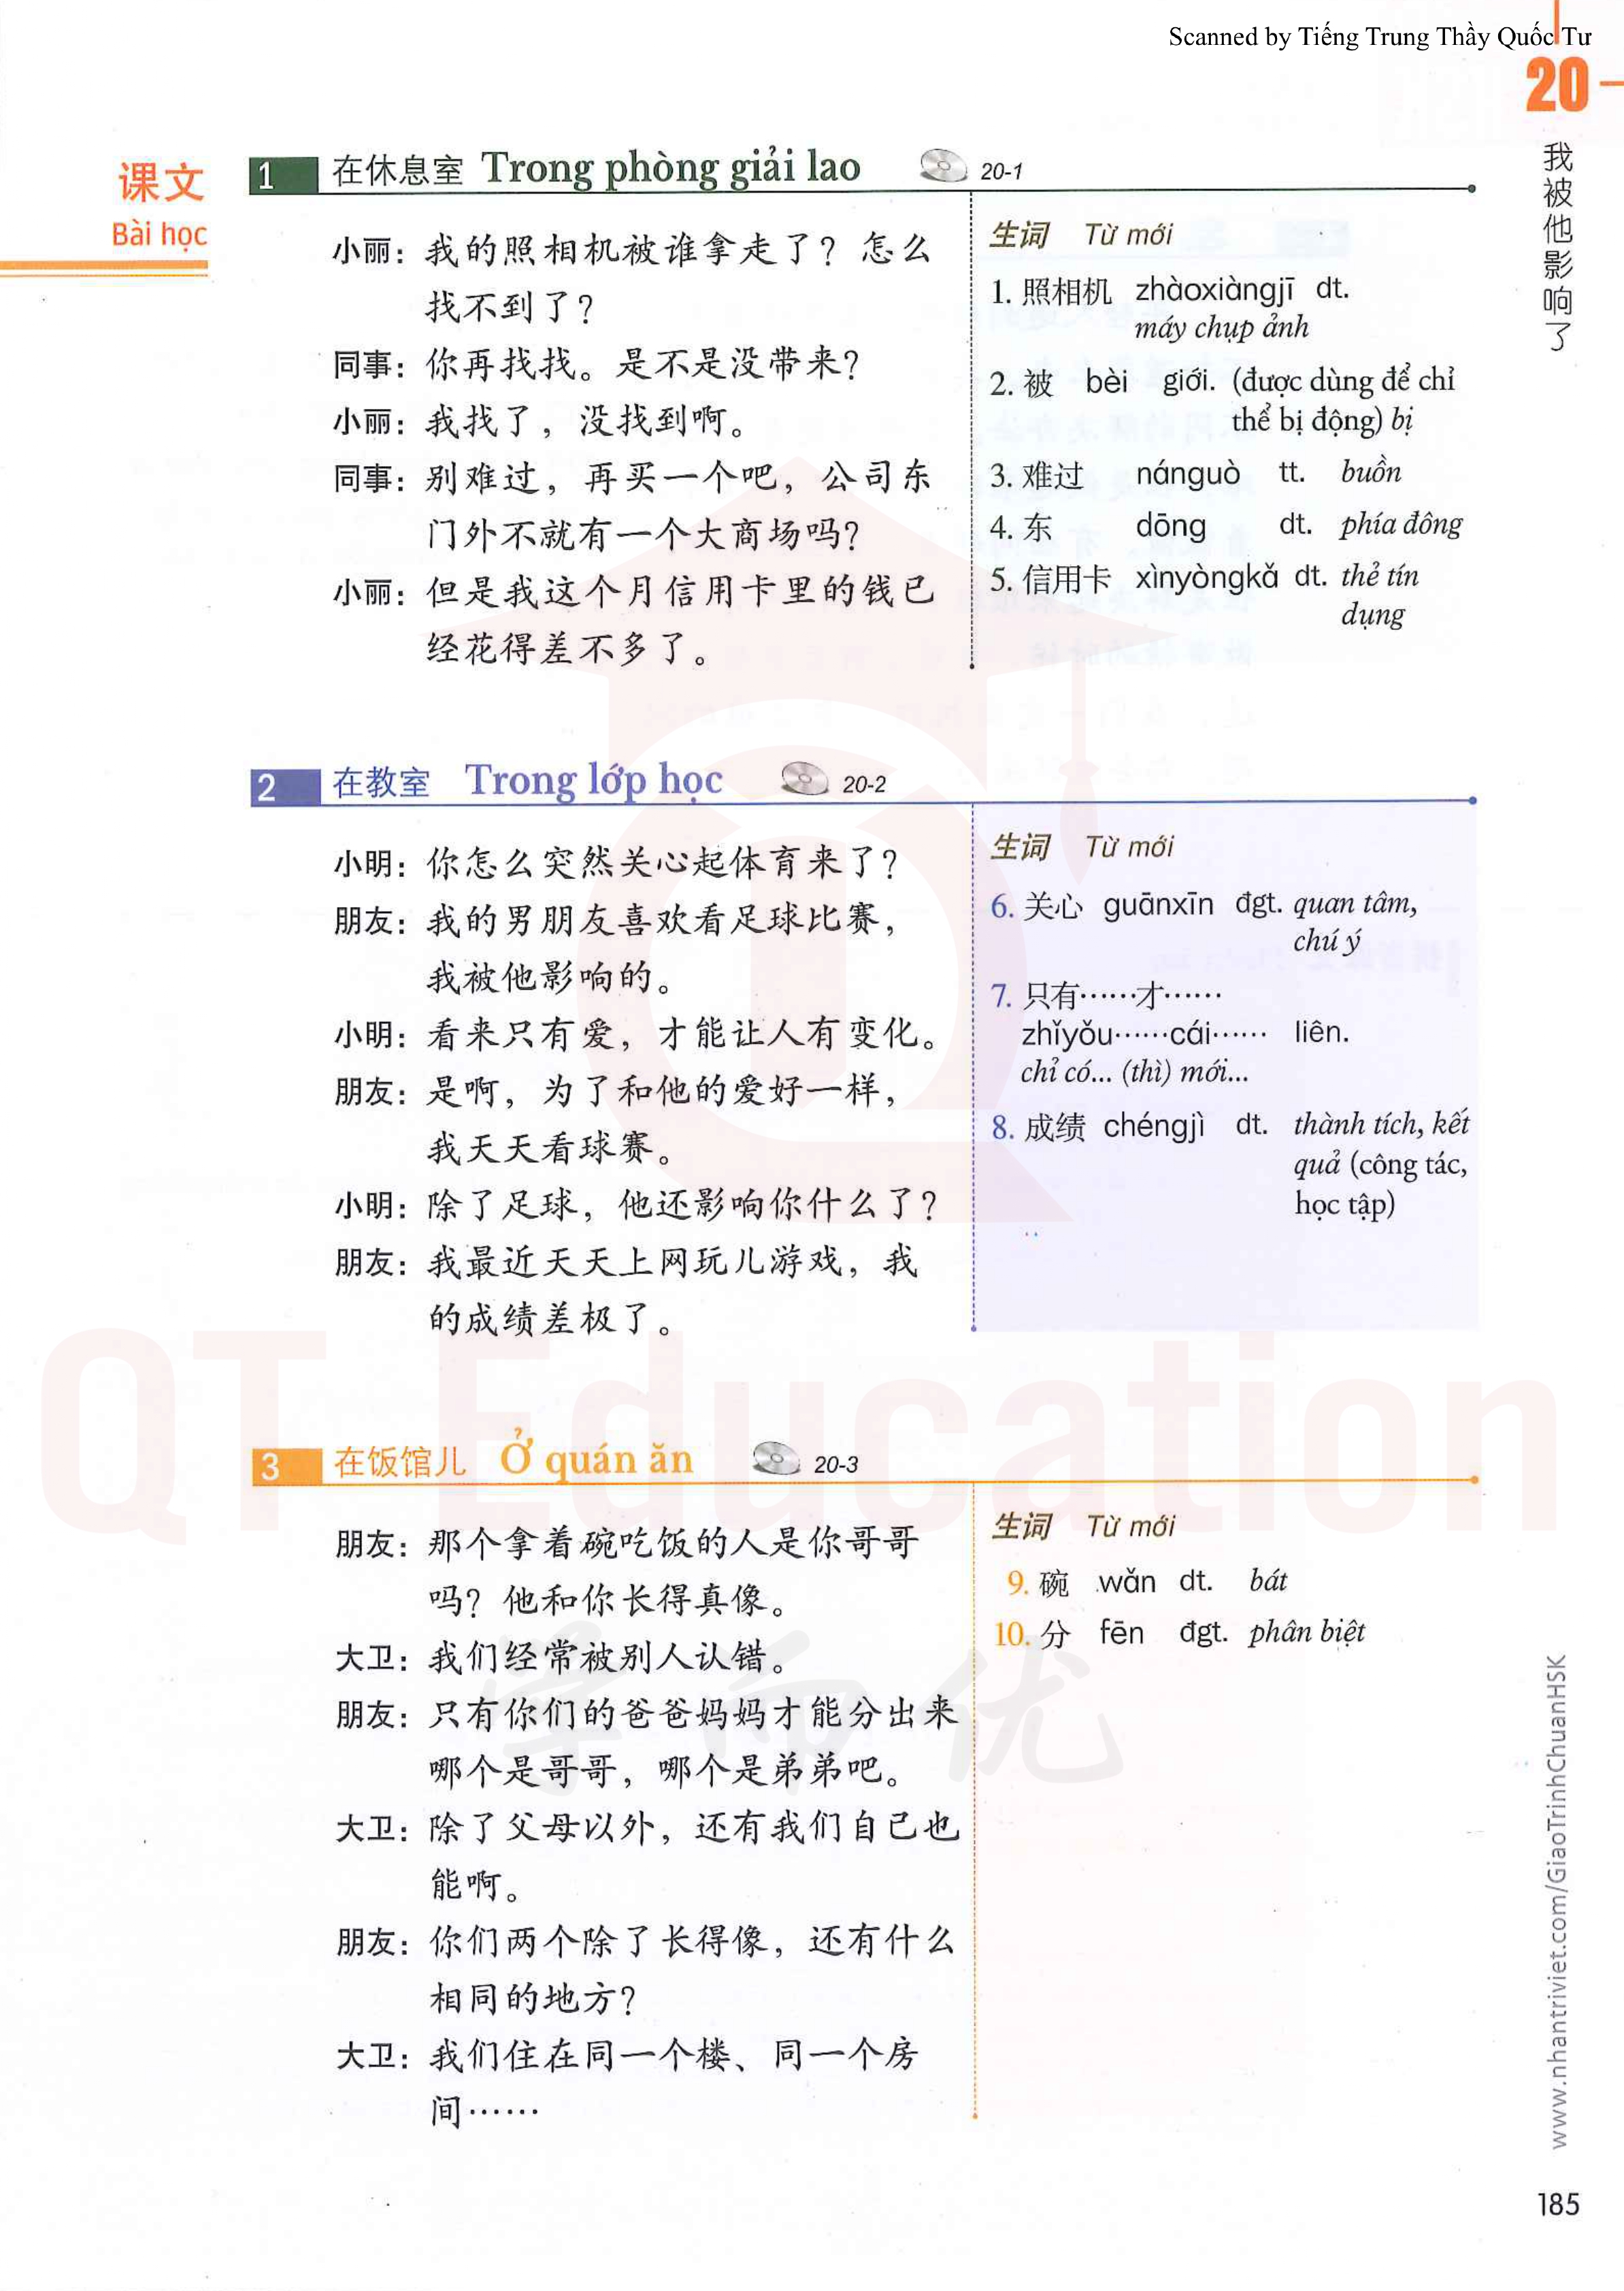 Scanned by Tiếng Trung Thầy Quốc Tư
20
我被他影响了
课文
Bài học
1 在休息室 Trong phòng giải lao 20-1
小丽：我的照相机被谁拿走了？怎么
找不到了？
同事：你再找找。是不是没带来？
小丽：我找了，没找到啊。
同事：别难过，再买一个吧，公司东
门外不就有一个大商场吗？
小丽：但是我这个月信用卡里的钱已
经花得差不多了。
生词 Từ mới
1. 照相机 zhàoxiàngjī dt.
máy chụp ảnh
2. 被 bèi giới. (được dùng để chỉ
thể bị động) bị
3. 难过 nánguò tt. buồn
4. 东 dōng dt. phía đông
5. 信用卡 xìnyòngkǎ dt. thẻ tín
dụng
2 在教室 Trong lớp học 20-2
小明：你怎么突然关心起体育来了？
朋友：我的男朋友喜欢看足球比赛，
我被他影响的。
小明：看来只有爱，才能让人有变化。
朋友：是啊，为了和他的爱好一样，
我天天看球赛。
小明：除了足球，他还影响你什么了？
朋友：我最近天天上网玩儿游戏，我
的成绩差极了。
生词 Từ mới
6. 关心 guānxīn đgt. quan tâm,
chú ý
7. 只有……才……
zhǐyǒu……cái…… liên.
chỉ có... (thì) mới...
8. 成绩 chéngjì dt. thành tích, kết
quả (công tác,
học tập)
3 在饭馆儿 Ở quán ăn 20-3
朋友：那个拿着碗吃饭的人是你哥哥
吗？他和你长得真像。
大卫：我们经常被别人认错。
朋友：只有你们的爸爸妈妈才能分出来
哪个是哥哥，哪个是弟弟吧。
大卫：除了父母以外，还有我们自己也
能啊。
朋友：你们两个除了长得像，还有什么
相同的地方？
大卫：我们住在同一个楼、同一个房
间……
生词 Từ mới
9. 碗 wǎn dt. bát
10. 分 fēn đgt. phân biệt
QT Education
学而优
www.nhantriviet.com/GiaoTrinhChuanHSK
185